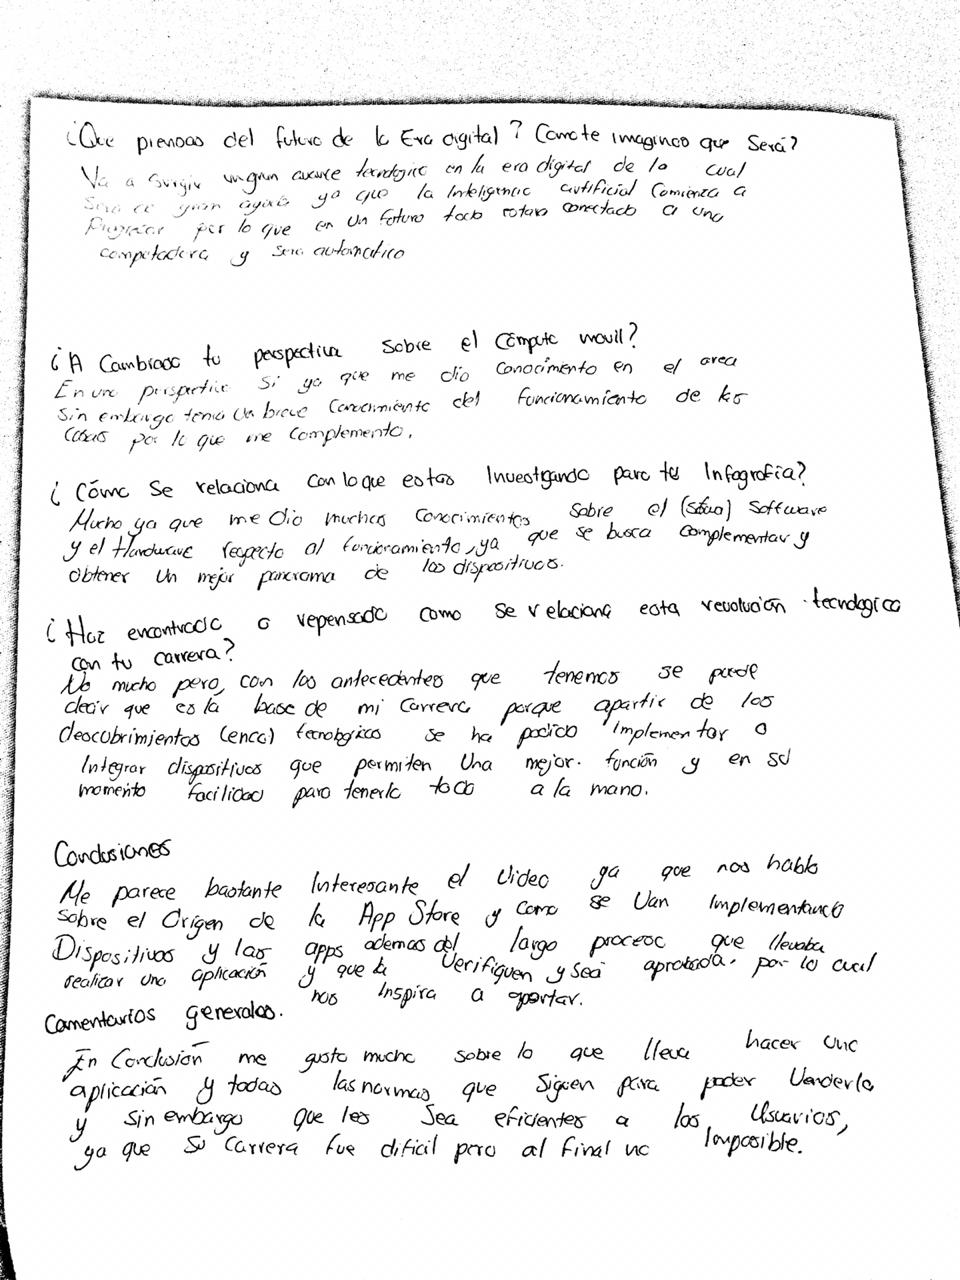 ¿Que piensas del futuro de la Era digital? Como te imaginas que Será?
Va a surgir un gran avance tecnologico en la era digital de lo cual
Sera de gran ayuda ya que la Inteligencia artificial Comienza a
Progresar por lo que en un futuro todo estara conectado a una
computadora y sera automatico
¿A Cambiado tu perspectiva Sobre el Cómputo movil?
En una perspectiva Si ya que me dio Conocimento en el area
Sin embargo tenia un breve Conocimiento del funcionamiento de las
Cosas por lo que me Complemento.
¿Cómo Se relaciona con lo que estas Investigando para tu Infografía?
Mucho ya que me Dio muchos Conocimientos Sobre el Software
y el Hardware respecto al funcionamiento, ya que se busca complementar y
obtener Un mejor panorama de los dispositivos.
¿Haz encontrado o repensado como se relaciona esta revolución tecnologica
con tu carrera?
No mucho pero, con los antecedentes que tenemos se puede
decir que es la base de mi Carrera porque apartir de los
descubrimientos (enco) tecnologicos se ha podido Implementar o
Integrar dispositivos que permiten Una mejor. función y en su
momento facilidad para tenerlo todo a la mano.
Conclusiones
Me parece bastante Interesante el Video ya que nos habla
sobre el Origen de la App Store y como se Van Implementando
Dispositivos y las apps ademas del largo proceso que llevaba
realizar una aplicación y que la Verifiquen y sea aprobada, por lo cual
nos Inspira a aportar.
Comentarios generales.
En Conclusión me gusto mucho sobre lo que lleva hacer una
aplicación y todas las normas que Siguen para poder Venderla
y sin embargo que les Sea eficientes a los Usuarios,
ya que Su Carrera fue dificil pero al final no Imposible.